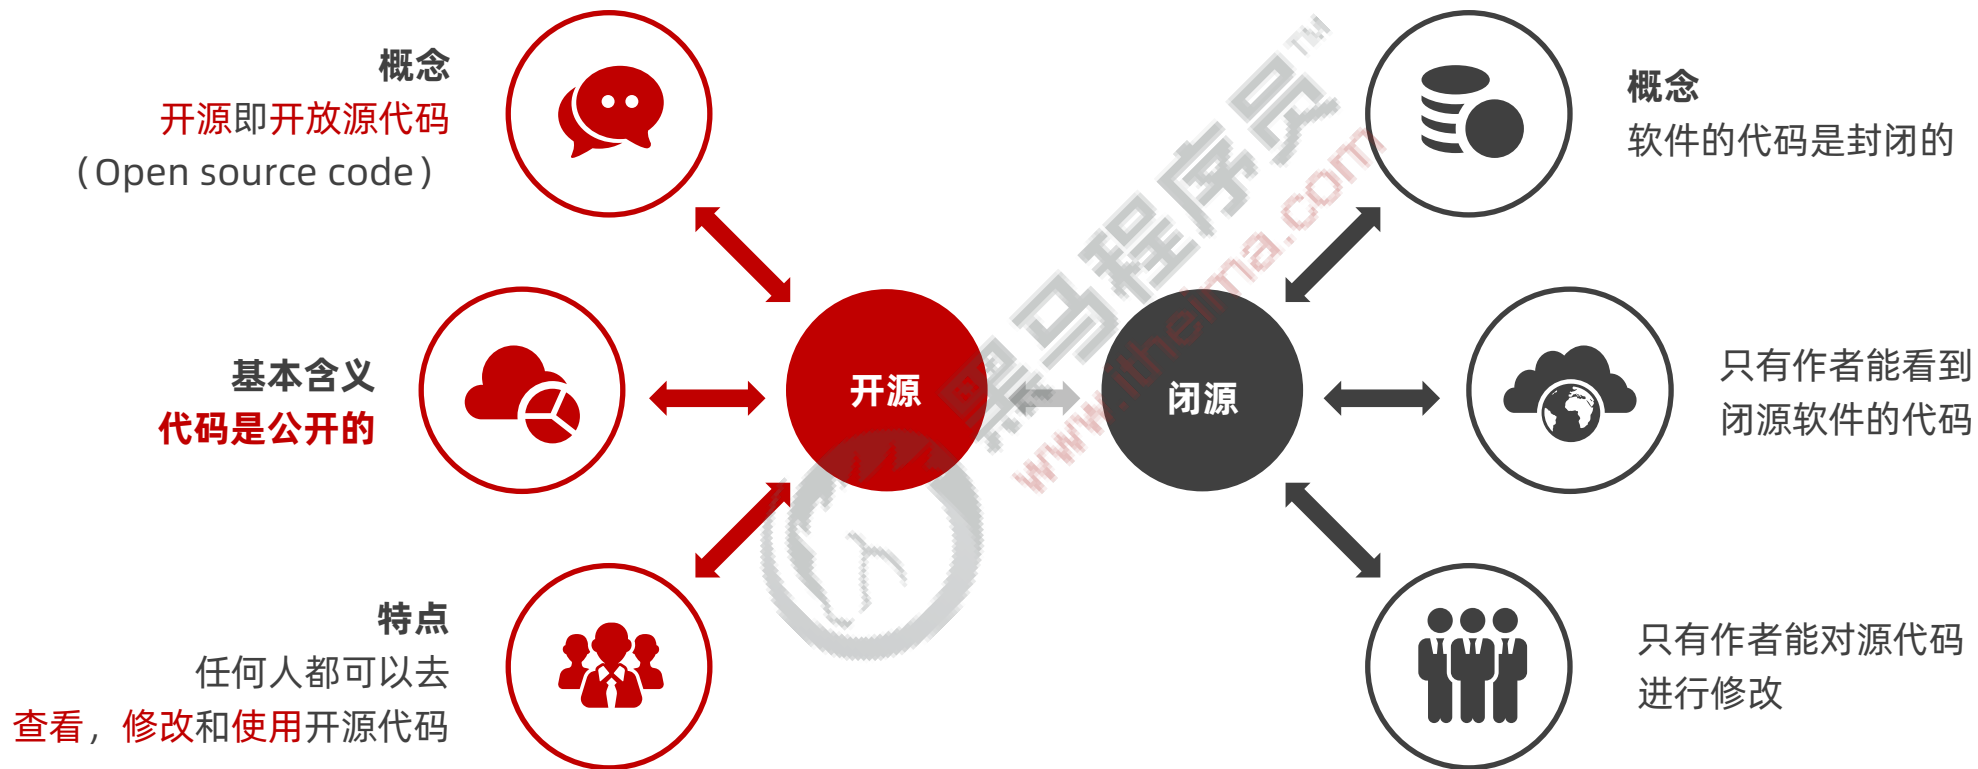 概念
开源即开放源代码
（Open source code）
基本含义
代码是公开的
特点
任何人都可以去
查看，修改和使用开源代码
开源
闭源
概念
软件的代码是封闭的
只有作者能看到
闭源软件的代码
只有作者能对源代码
进行修改
黑马程序员™
www.itheima.com